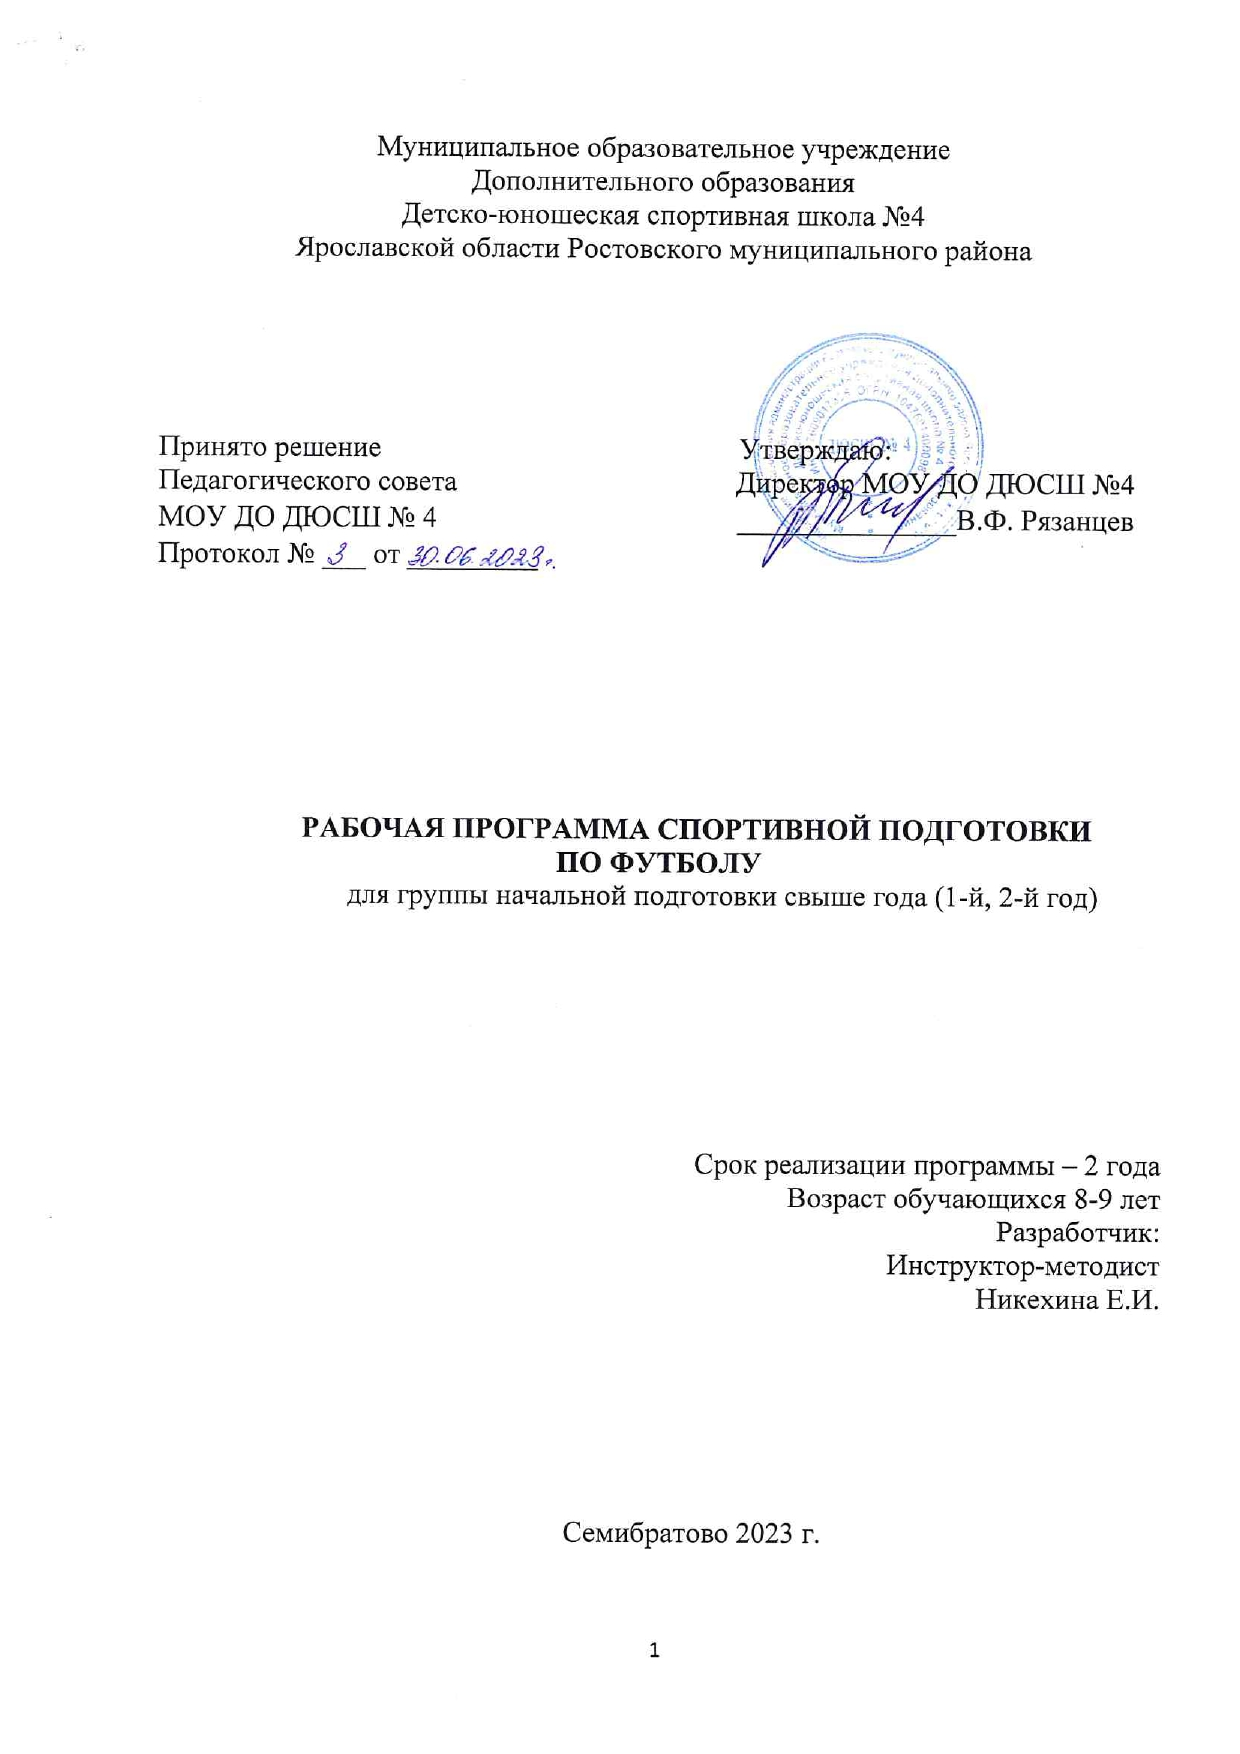 Муниципальное образовательное учреждение
Дополнительного образования
Детско-юношеская спортивная школа №4
Ярославской области Ростовского муниципального района
Принято решение
Педагогического совета
МОУ ДО ДЮСШ № 4
Протокол № 3 от 30.06.2023г.
Утверждаю:
Директор МОУ ДО ДЮСШ №4
В.Ф. Рязанцев
РАБОЧАЯ ПРОГРАММА СПОРТИВНОЙ ПОДГОТОВКИ
ПО ФУТБОЛУ
для группы начальной подготовки свыше года (1-й, 2-й год)
Срок реализации программы – 2 года
Возраст обучающихся 8-9 лет
Разработчик:
Инструктор-методист
Никехина Е.И.
Семибратово 2023 г.
1